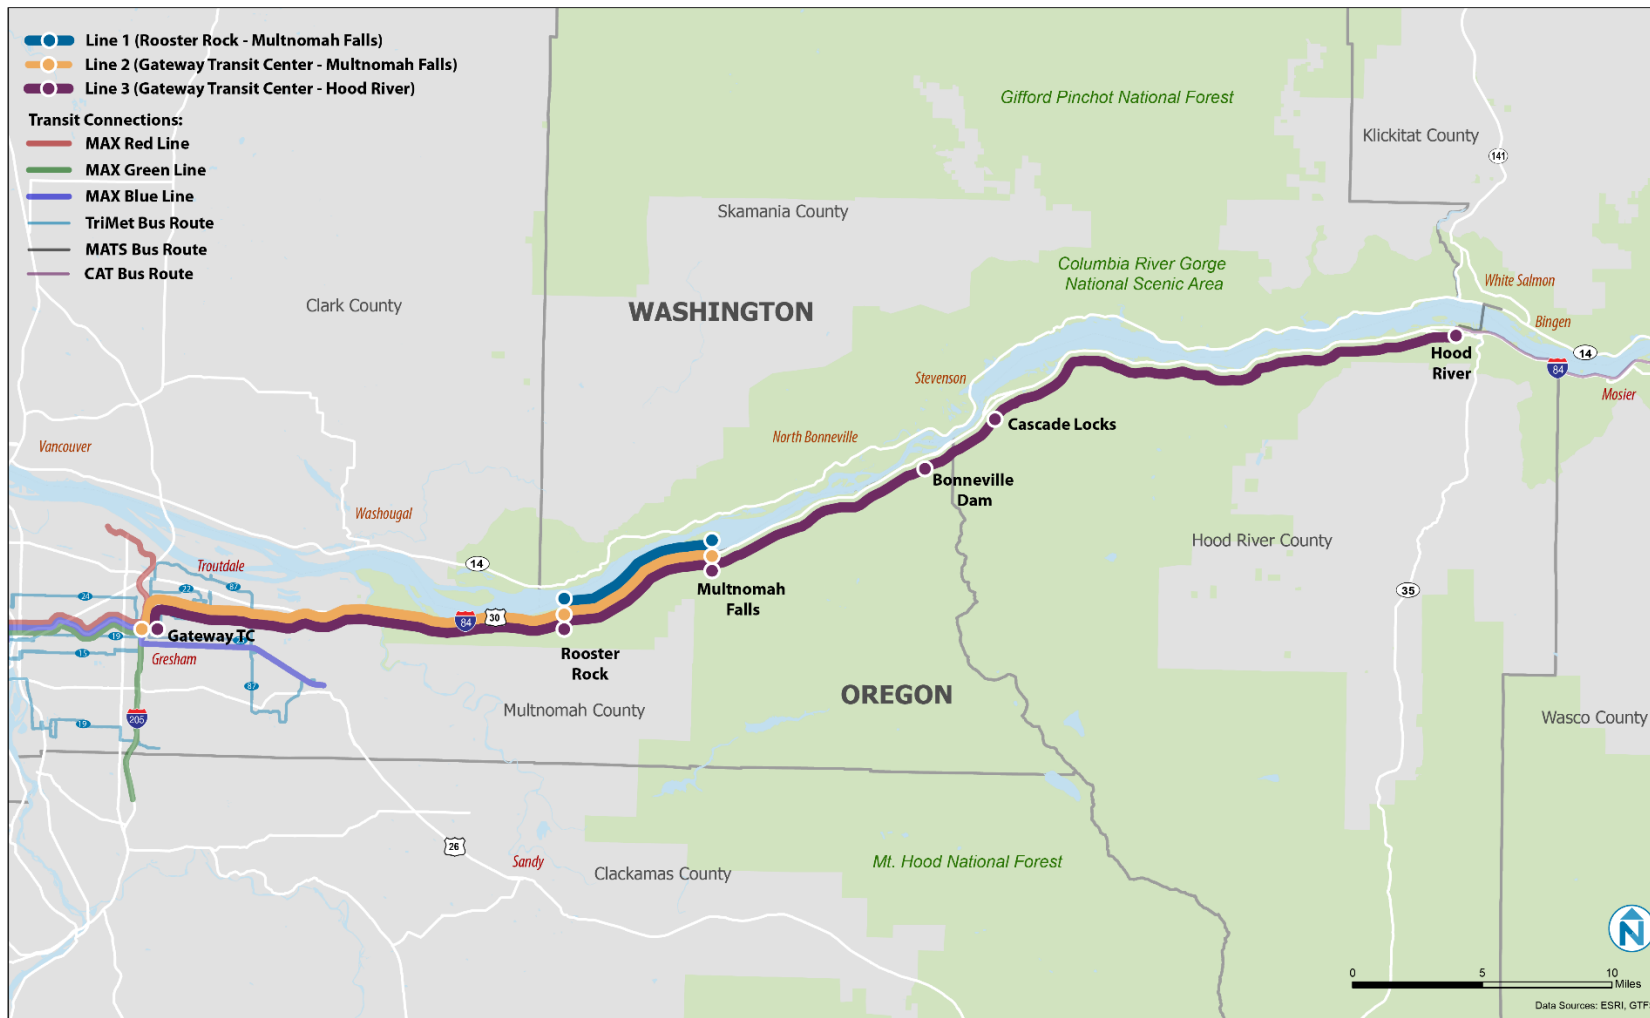 Line 1 (Rooster Rock - Multnomah Falls)
Line 2 (Gateway Transit Center - Multnomah Falls)
Line 3 (Gateway Transit Center - Hood River)
Transit Connections:
MAX Red Line
MAX Green Line
MAX Blue Line
TriMet Bus Route
MATS Bus Route
CAT Bus Route
Gifford Pinchot National Forest
Klickitat County
141
Skamania County
Columbia River Gorge
National Scenic Area
Clark County
WASHINGTON
White Salmon
Bingen
14
84
Mosier
Hood
River
Stevenson
Cascade Locks
North Bonneville
Vancouver
Bonneville
Dam
Washougal
Hood River County
14
Troutdale
35
24
22
87
Multnomah
Falls
84
30
19
Gateway TC
15
Gresham
Rooster
Rock
87
OREGON
Multnomah County
205
19
Wasco County
26
Sandy
Clackamas County
Mt. Hood National Forest
N
0
5
10
Miles
Data Sources: ESRI, GTF